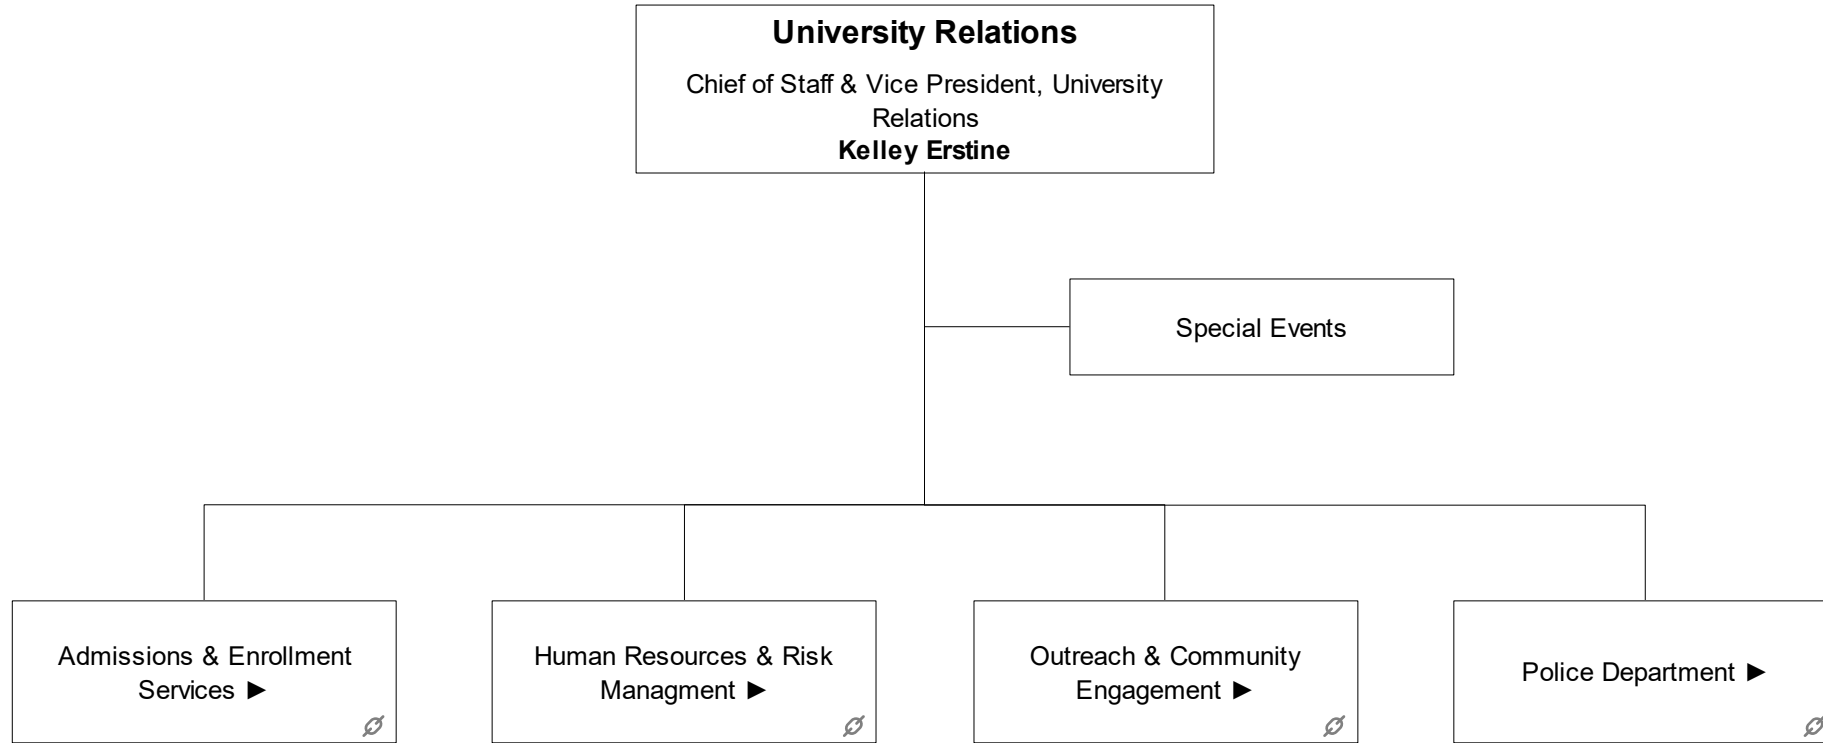 University Relations
Chief of Staff & Vice President, University
Relations
Kelley Erstine
Special Events
Admissions & Enrollment
Services ►
Human Resources & Risk
Managment ►
Outreach & Community
Engagement ►
Police Department ►